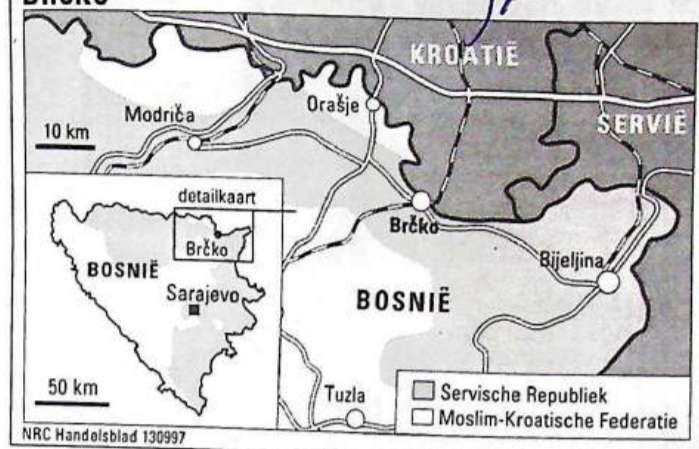 BRČKO
KROATIË
Orašje
Modriča
10 km
SERVIË
detailkaart
Brčko
Brčko
BOSNIË
Bijeljina
Sarajevo
BOSNIË
50 km
Tuzla
Servische Republiek
Moslim-Kroatische Federatie
NRC Handelsblad 130997